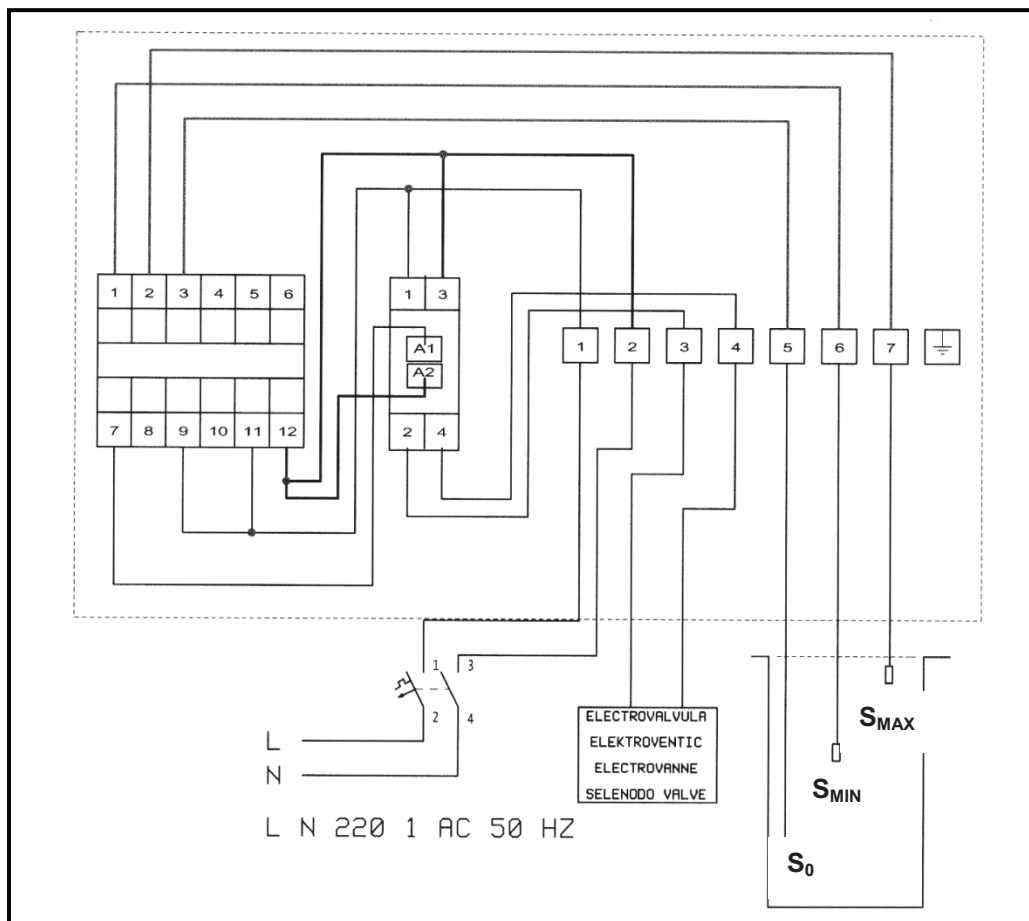 1 2 3 4 5 6
1 3
1 2 3 4 5 6 7
A1
A2
7 8 9 10 11 12
2 4
1 3
2 4
L
N
L N 220 1 AC 50 HZ
ELECTROVALVULA
ELEKTROVENTIC
ELECTROVANNE
SELENODO VALVE
SMAX
SMIN
S0